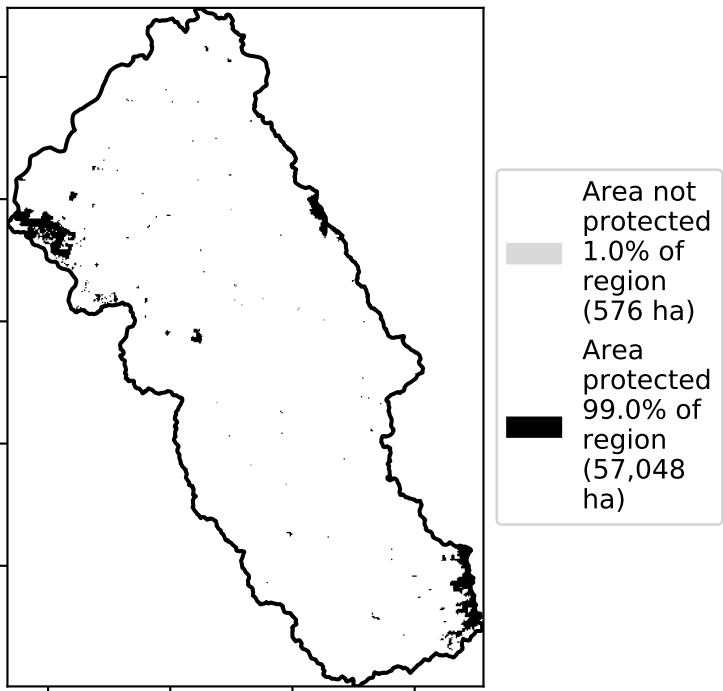 Area not
protected
1.0% of
region
(576 ha)
Area
protected
99.0% of
region
(57,048
ha)